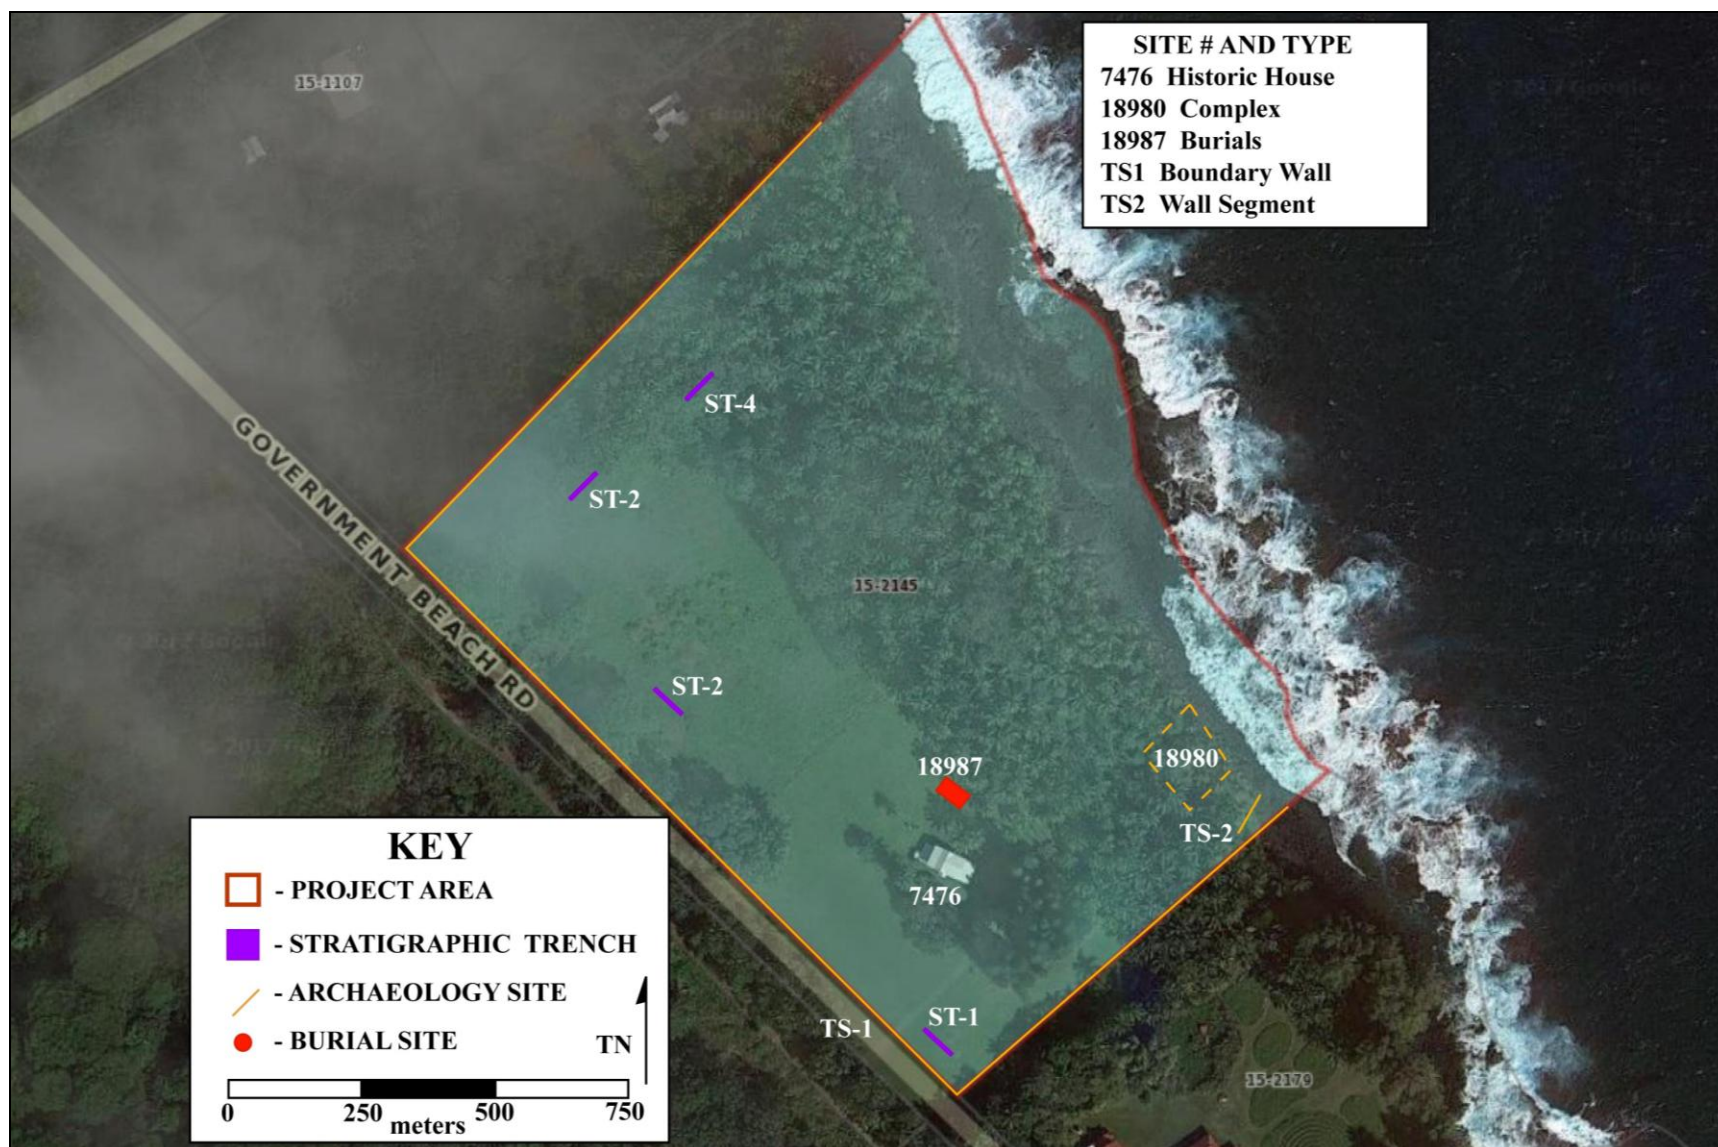 15-1107
SITE # AND TYPE
7476 Historic House
18980 Complex
18987 Burials
TS1 Boundary Wall
TS2 Wall Segment
ST-4
ST-2
GOVERNMENT BEACH RD
15-2145
ST-2
18987
18980
TS-2
7476
ST-1
TS-1
15-2179
KEY
- PROJECT AREA
- STRATIGRAPHIC TRENCH
- ARCHAEOLOGY SITE
- BURIAL SITE
TN
0 250 500 750
meters